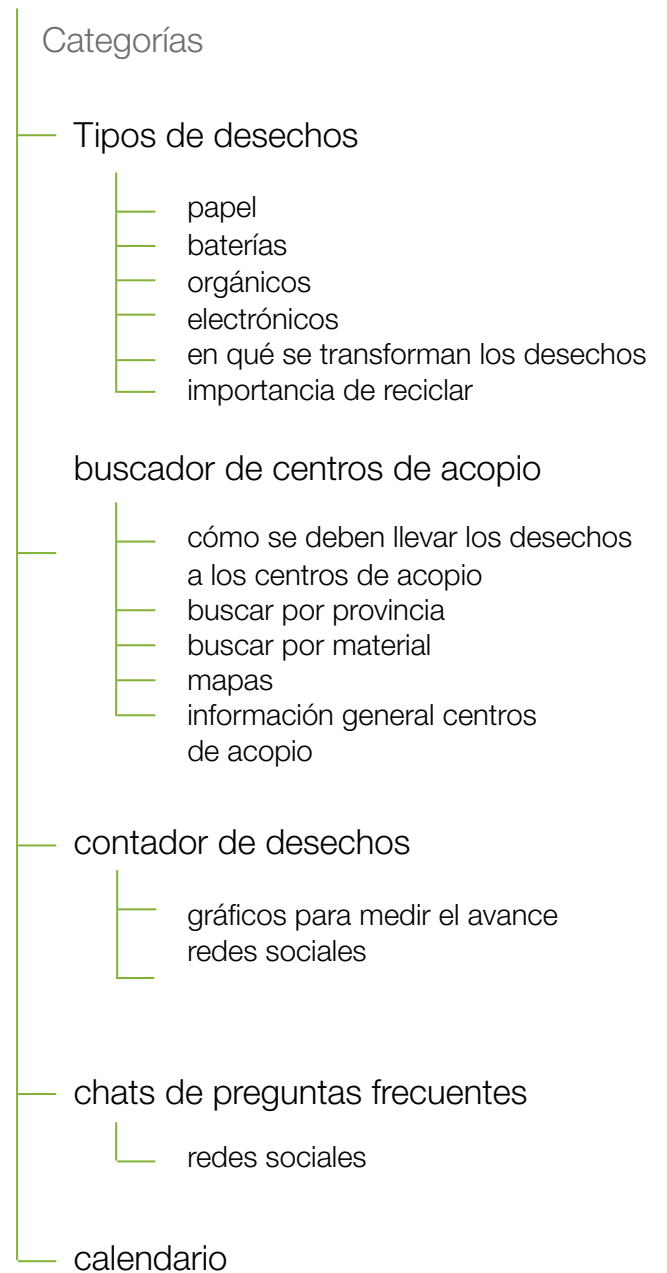 Categorías
Tipos de desechos
papel
baterías
orgánicos
electrónicos
en qué se transforman los desechos
importancia de reciclar
buscador de centros de acopio
cómo se deben llevar los desechos
a los centros de acopio
buscar por provincia
buscar por material
mapas
información general centros
de acopio
contador de desechos
gráficos para medir el avance
redes sociales
chats de preguntas frecuentes
redes sociales
calendario